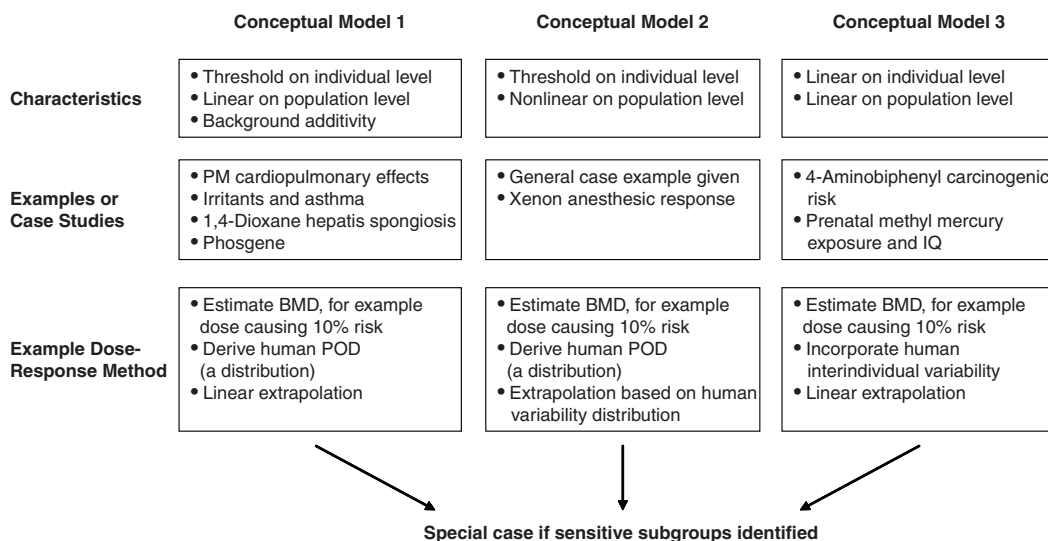 Conceptual Model 1
Conceptual Model 2
Conceptual Model 3
Characteristics
• Threshold on individual level
• Linear on population level
• Background additivity
• Threshold on individual level
• Nonlinear on population level
• Linear on individual level
• Linear on population level
Examples or
Case Studies
• PM cardiopulmonary effects
• Irritants and asthma
• 1,4-Dioxane hepatis spongiosis
• Phosgene
• General case example given
• Xenon anesthesic response
• 4-Aminobiphenyl carcinogenic
risk
• Prenatal methyl mercury
exposure and IQ
Example Dose-
Response Method
• Estimate BMD, for example
dose causing 10% risk
• Derive human POD
(a distribution)
• Linear extrapolation
• Estimate BMD, for example
dose causing 10% risk
• Derive human POD
(a distribution)
• Extrapolation based on human
variability distribution
• Estimate BMD, for example
dose causing 10% risk
• Incorporate human
interindividual variability
• Linear extrapolation
Special case if sensitive subgroups identified